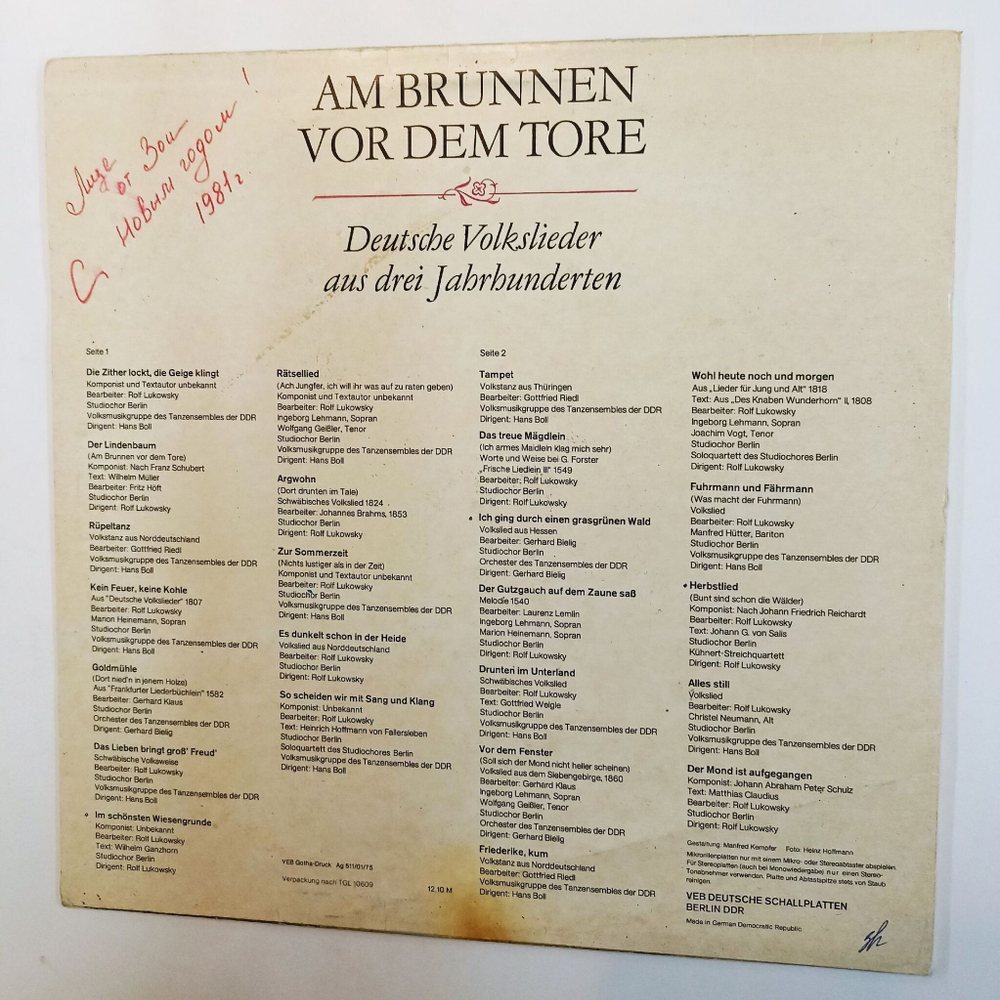 Лизе
от Зои
С новым годом!
1981 г.
AM BRUNNEN
VOR DEM TORE
Deutsche Volkslieder
aus drei Jahrhunderten
Seite 1
Die Zither lockt, die Geige klingt
Komponist und Textautor unbekannt
Bearbeiter: Rolf Lukowsky
Studiochor Berlin
Volksmusikgruppe des Tanzensembles der DDR
Dirigent: Hans Boll
Der Lindenbaum
(Am Brunnen vor dem Tore)
Komponist: Nach Franz Schubert
Text: Wilhelm Müller
Bearbeiter: Fritz Höft
Studiochor Berlin
Dirigent: Rolf Lukowsky
Rüpeltanz
Volkstanz aus Norddeutschland
Bearbeiter: Gottfried Riedl
Volksmusikgruppe des Tanzensembles der DDR
Dirigent: Hans Boll
Kein Feuer, keine Kohle
Aus "Deutsche Volkslieder" 1807
Bearbeiter: Rolf Lukowsky
Marion Heinemann, Sopran
Studiochor Berlin
Volksmusikgruppe des Tanzensembles der DDR
Dirigent: Hans Boll
Goldmühle
(Dort nied'n in jenem Holze)
Aus "Frankfurter Liederbüchlein" 1582
Bearbeiter: Gerhard Klaus
Studiochor Berlin
Orchester des Tanzensembles der DDR
Dirigent: Gerhard Bielig
Das Lieben bringt groß' Freud'
Schwäbische Volksweise
Bearbeiter: Rolf Lukowsky
Studiochor Berlin
Volksmusikgruppe des Tanzensembles der DDR
Dirigent: Hans Boll
Im schönsten Wiesengrunde
Komponist: Unbekannt
Bearbeiter: Rolf Lukowsky
Text: Wilhelm Ganzhorn
Studiochor Berlin
Dirigent: Rolf Lukowsky
Rätsellied
(Ach Jungfer, ich will ihr was auf zu raten geben)
Komponist und Textautor unbekannt
Bearbeiter: Rolf Lukowsky
Ingeborg Lehmann, Sopran
Wolfgang Geißler, Tenor
Studiochor Berlin
Volksmusikgruppe des Tanzensembles der DDR
Dirigent: Hans Boll
Argwohn
(Dort drunten im Tale)
Schwäbisches Volkslied 1824
Bearbeiter: Johannes Brahms, 1853
Studiochor Berlin
Dirigent: Rolf Lukowsky
Zur Sommerzeit
(Nichts lustiger als in der Zeit)
Komponist und Textautor unbekannt
Bearbeiter: Rolf Lukowsky
Studiochor Berlin
Volksmusikgruppe des Tanzensembles der DDR
Dirigent: Hans Boll
Es dunkelt schon in der Heide
Volkslied aus Norddeutschland
Bearbeiter: Rolf Lukowsky
Studiochor Berlin
Dirigent: Rolf Lukowsky
So scheiden wir mit Sang und Klang
Komponist: Unbekannt
Bearbeiter: Rolf Lukowsky
Text: Heinrich Hoffmann von Fallersleben
Studiochor Berlin
Soloquartett des Studiochores Berlin
Volksmusikgruppe des Tanzensembles der DDR
Dirigent: Hans Boll
VEB Gotha-Druck Ag 511/01/75
Verpackung nach TGL 10609
12.10 M
Seite 2
Tampet
Volkstanz aus Thüringen
Bearbeiter: Gottfried Riedl
Volksmusikgruppe des Tanzensembles der DDR
Dirigent: Hans Boll
Das treue Mägdlein
(Ich armes Maidlein klag mich sehr)
Worte und Weise bei G. Forster
„Frische Liedlein III" 1549
Bearbeiter: Rolf Lukowsky
Studiochor Berlin
Dirigent: Rolf Lukowsky
Ich ging durch einen grasgrünen Wald
Volkslied aus Hessen
Bearbeiter: Gerhard Bielig
Studiochor Berlin
Orchester des Tanzensembles der DDR
Dirigent: Gerhard Bielig
Der Gutzgauch auf dem Zaune saß
Melodie 1540
Bearbeiter: Laurenz Lemlin
Ingeborg Lehmann, Sopran
Marion Heinemann, Sopran
Studiochor Berlin
Dirigent: Rolf Lukowsky
Drunten im Unterland
Schwäbisches Volkslied
Bearbeiter: Rolf Lukowsky
Text: Gottfried Weigle
Studiochor Berlin
Volksmusikgruppe des Tanzensembles der DDR
Dirigent: Hans Boll
Vor dem Fenster
(Soll sich der Mond nicht heller scheinen)
Volkslied aus dem Siebengebirge, 1860
Bearbeiter: Gerhard Klaus
Ingeborg Lehmann, Sopran
Wolfgang Geißler, Tenor
Studiochor Berlin
Orchester des Tanzensembles der DDR
Dirigent: Gerhard Bielig
Friederike, kum
Volkstanz aus Norddeutschland
Bearbeiter: Gottfried Riedl
Volksmusikgruppe des Tanzensembles der DDR
Dirigent: Hans Boll
Wohl heute noch und morgen
Aus „Lieder für Jung und Alt" 1818
Text: Aus „Des Knaben Wunderhorn" II, 1808
Bearbeiter: Rolf Lukowsky
Ingeborg Lehmann, Sopran
Joachim Vogt, Tenor
Studiochor Berlin
Soloquartett des Studiochores Berlin
Dirigent: Rolf Lukowsky
Fuhrmann und Fährmann
(Was macht der Fuhrmann)
Volkslied
Bearbeiter: Rolf Lukowsky
Manfred Hütter, Bariton
Studiochor Berlin
Volksmusikgruppe des Tanzensembles der DDR
Dirigent: Hans Boll
Herbstlied
(Bunt sind schon die Wälder)
Komponist: Nach Johann Friedrich Reichardt
Bearbeiter: Rolf Lukowsky
Text: Johann G. von Salis
Studiochor Berlin
Kühnert-Streichquartett
Dirigent: Rolf Lukowsky
Alles still
Volkslied
Bearbeiter: Rolf Lukowsky
Christel Neumann, Alt
Studiochor Berlin
Volksmusikgruppe des Tanzensembles der DDR
Dirigent: Hans Boll
Der Mond ist aufgegangen
Komponist: Johann Abraham Peter Schulz
Text: Matthias Claudius
Bearbeiter: Rolf Lukowsky
Studiochor Berlin
Dirigent: Rolf Lukowsky
Gestaltung: Manfred Kempfer Foto: Heinz Hoffmann
Mikrorillenplatten nur mit einem Mikro- oder Stereoabtaster abspielen.
Für Stereoplatten (auch bei Monowiedergabe) nur einen Stereo-
Tonabnehmer verwenden. Platte und Abtastspitze stets von Staub
reinigen.
VEB DEUTSCHE SCHALLPLATTEN
BERLIN DDR
Made in German Democratic Republic